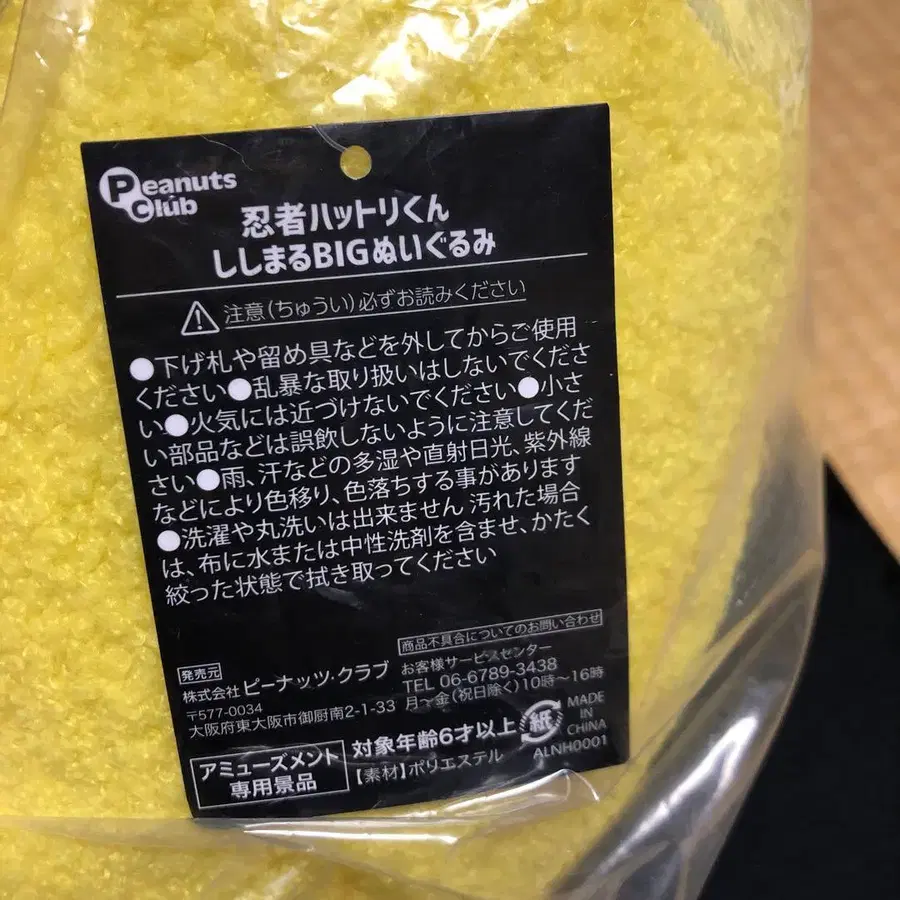 Peanuts
Club
忍者ハットリくん
ししまるBIGぬいぐるみ
注意(ちゅうい)必ずお読みください
●下げ札や留め具などを外してからご使用
ください●乱暴な取り扱いはしないでくださ
い●火気には近づけないでください●小さ
い部品などは誤飲しないように注意してくだ
さい●雨、汗などの多湿や直射日光、紫外線
などにより色移り、色落ちする事があります
●洗濯や丸洗いは出来ません 汚れた場合
は、布に水または中性洗剤を含ませ、かたく
絞った状態で拭き取ってください
発売元
株式会社ピーナッツ・クラブ
〒577-0034
大阪府東大阪市御厨南2-1-33
商品不具合についてのお問い合わせ
お客様サービスセンター
TEL 06-6789-3438
月~金(祝日除く)10時~16時
アミューズメント
専用景品
対象年齢6才以上
【素材】ポリエステル
紙
MADE
IN
CHINA
ALNH0001